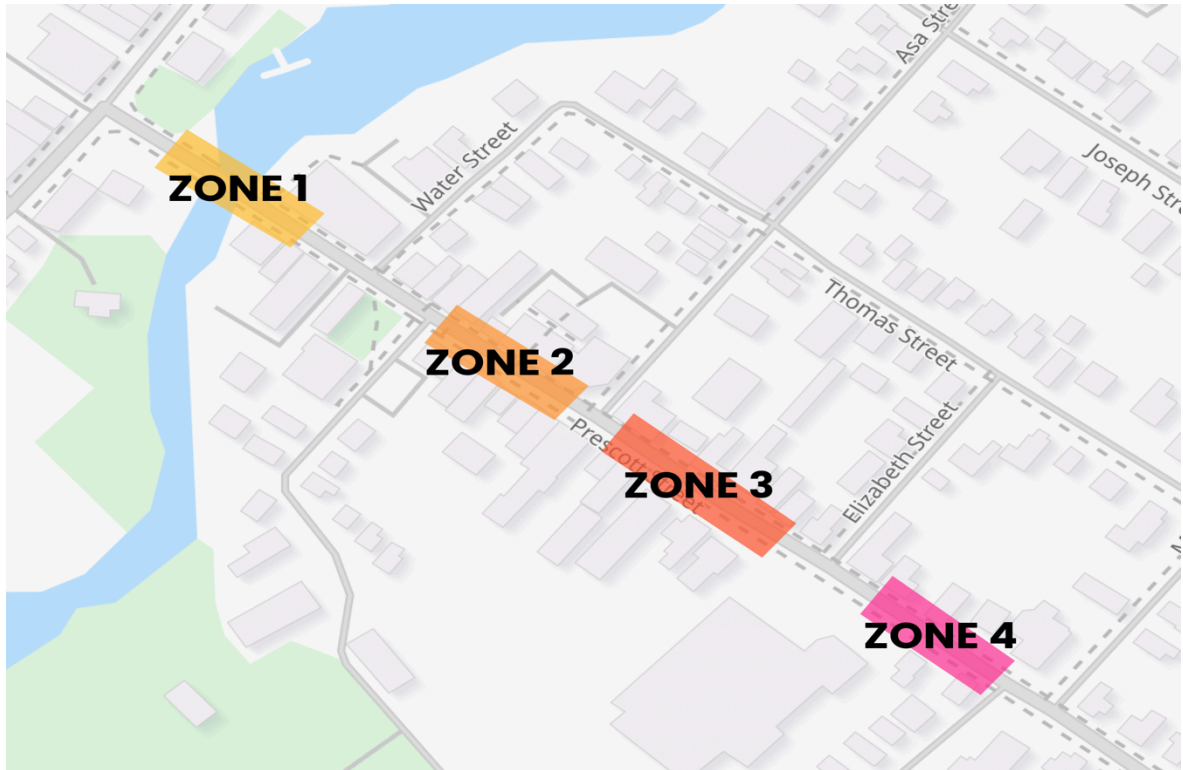 Asa Stre
Joseph Stre
Water Street
ZONE 1
Thomas Street
ZONE 2
Prescott Street
ZONE 3
Elizabeth Street
ZONE 4